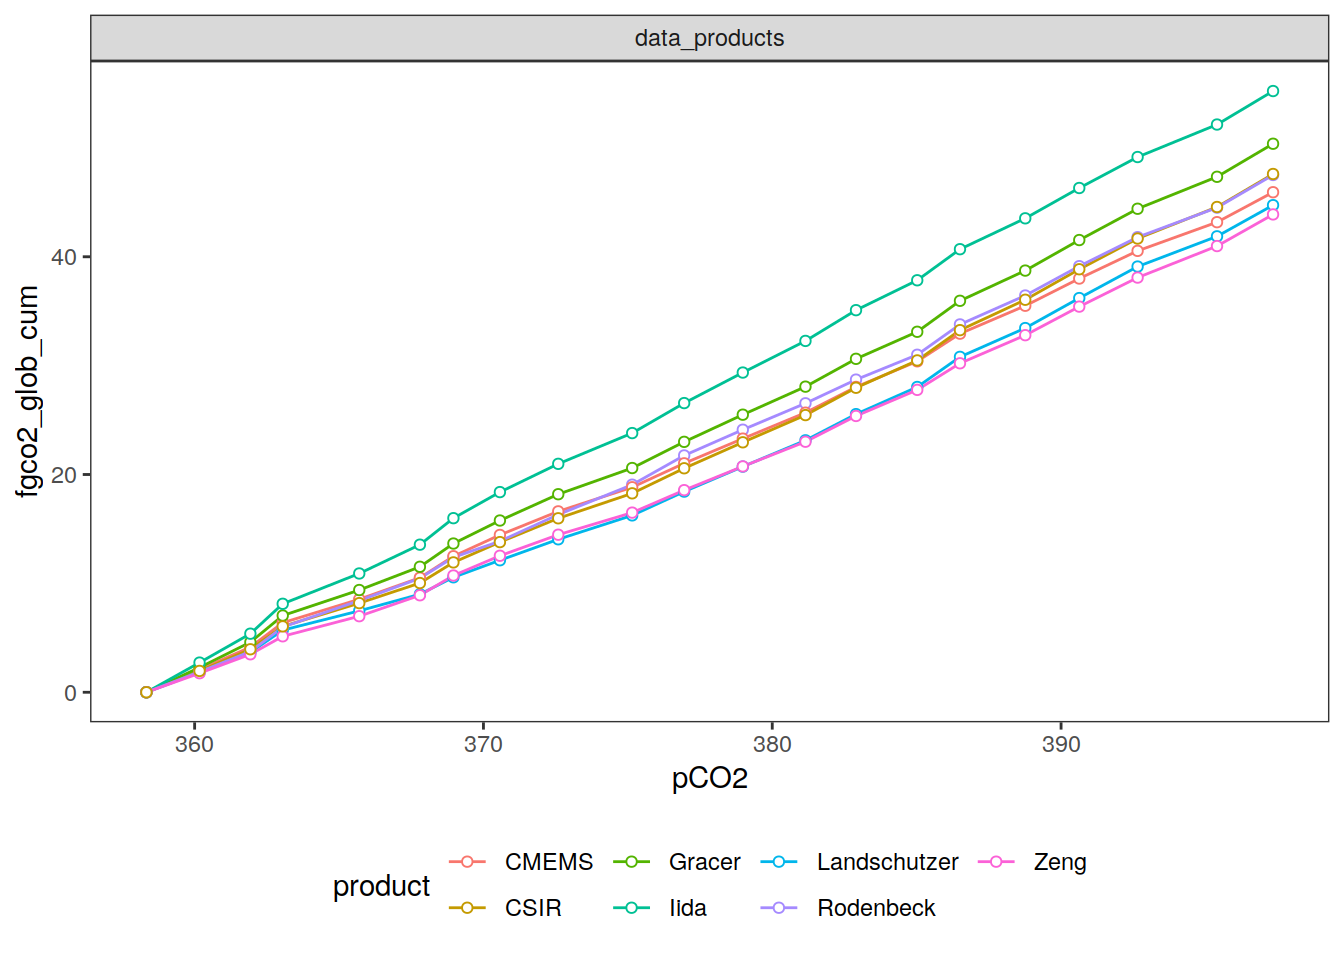 data_products
fgco2_glob_cum
40
20
0
360 370 380 390
pCO2
product
CMEMS Gracer Landschutzer Zeng
CSIR Iida Rodenbeck